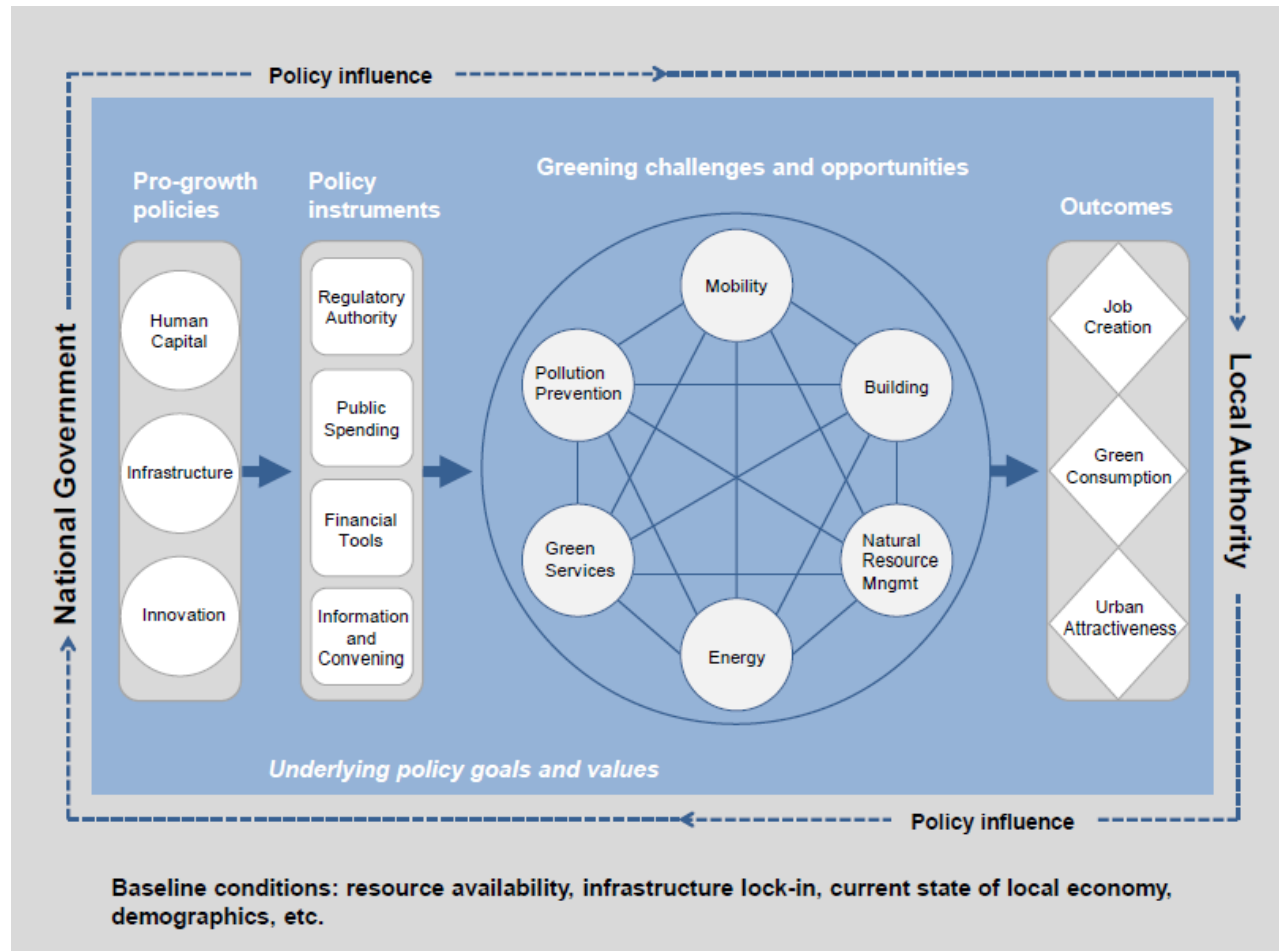 Policy influence
Greening challenges and opportunities
Pro-growth
policies
Policy
instruments
Outcomes
National Government
Human
Capital
Infrastructure
Innovation
Regulatory
Authority
Public
Spending
Financial
Tools
Information
and
Convening
Mobility
Pollution
Prevention
Building
Green
Services
Natural
Resource
Mngmt
Energy
Job
Creation
Green
Consumption
Urban
Attractiveness
Local Authority
Underlying policy goals and values
Policy influence
Baseline conditions: resource availability, infrastructure lock-in, current state of local economy,
demographics, etc.